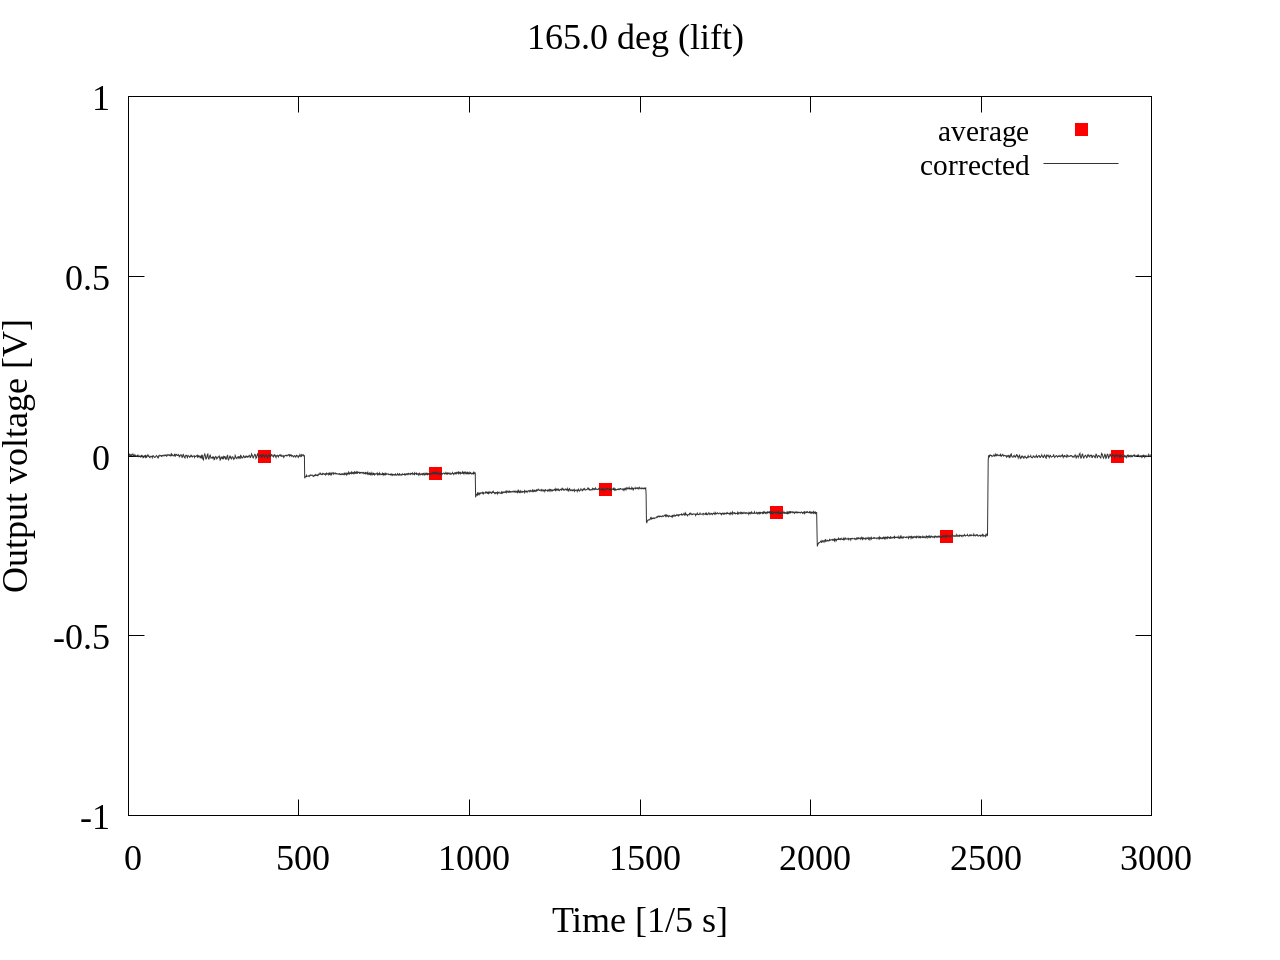 165.0 deg (lift)
average
corrected
1
0.5
0
-0.5
-1
Output voltage [V]
0 500 1000 1500 2000 2500 3000
Time [1/5 s]